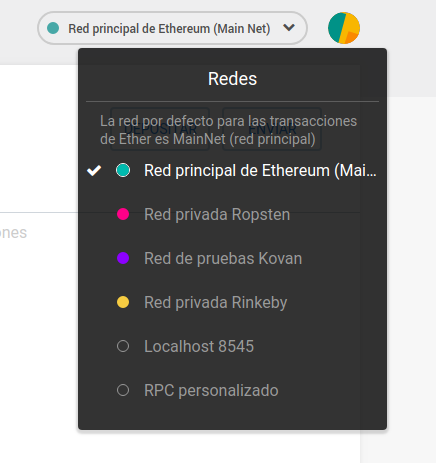 Red principal de Ethereum (Main Net)
Redes
La red por defecto para las transacciones
de Ether es MainNet (red principal)
DEPOSITAR
ENVIAR
Red principal de Ethereum (Mai...
Red privada Ropsten
ones
Red de pruebas Kovan
Red privada Rinkeby
Localhost 8545
RPC personalizado